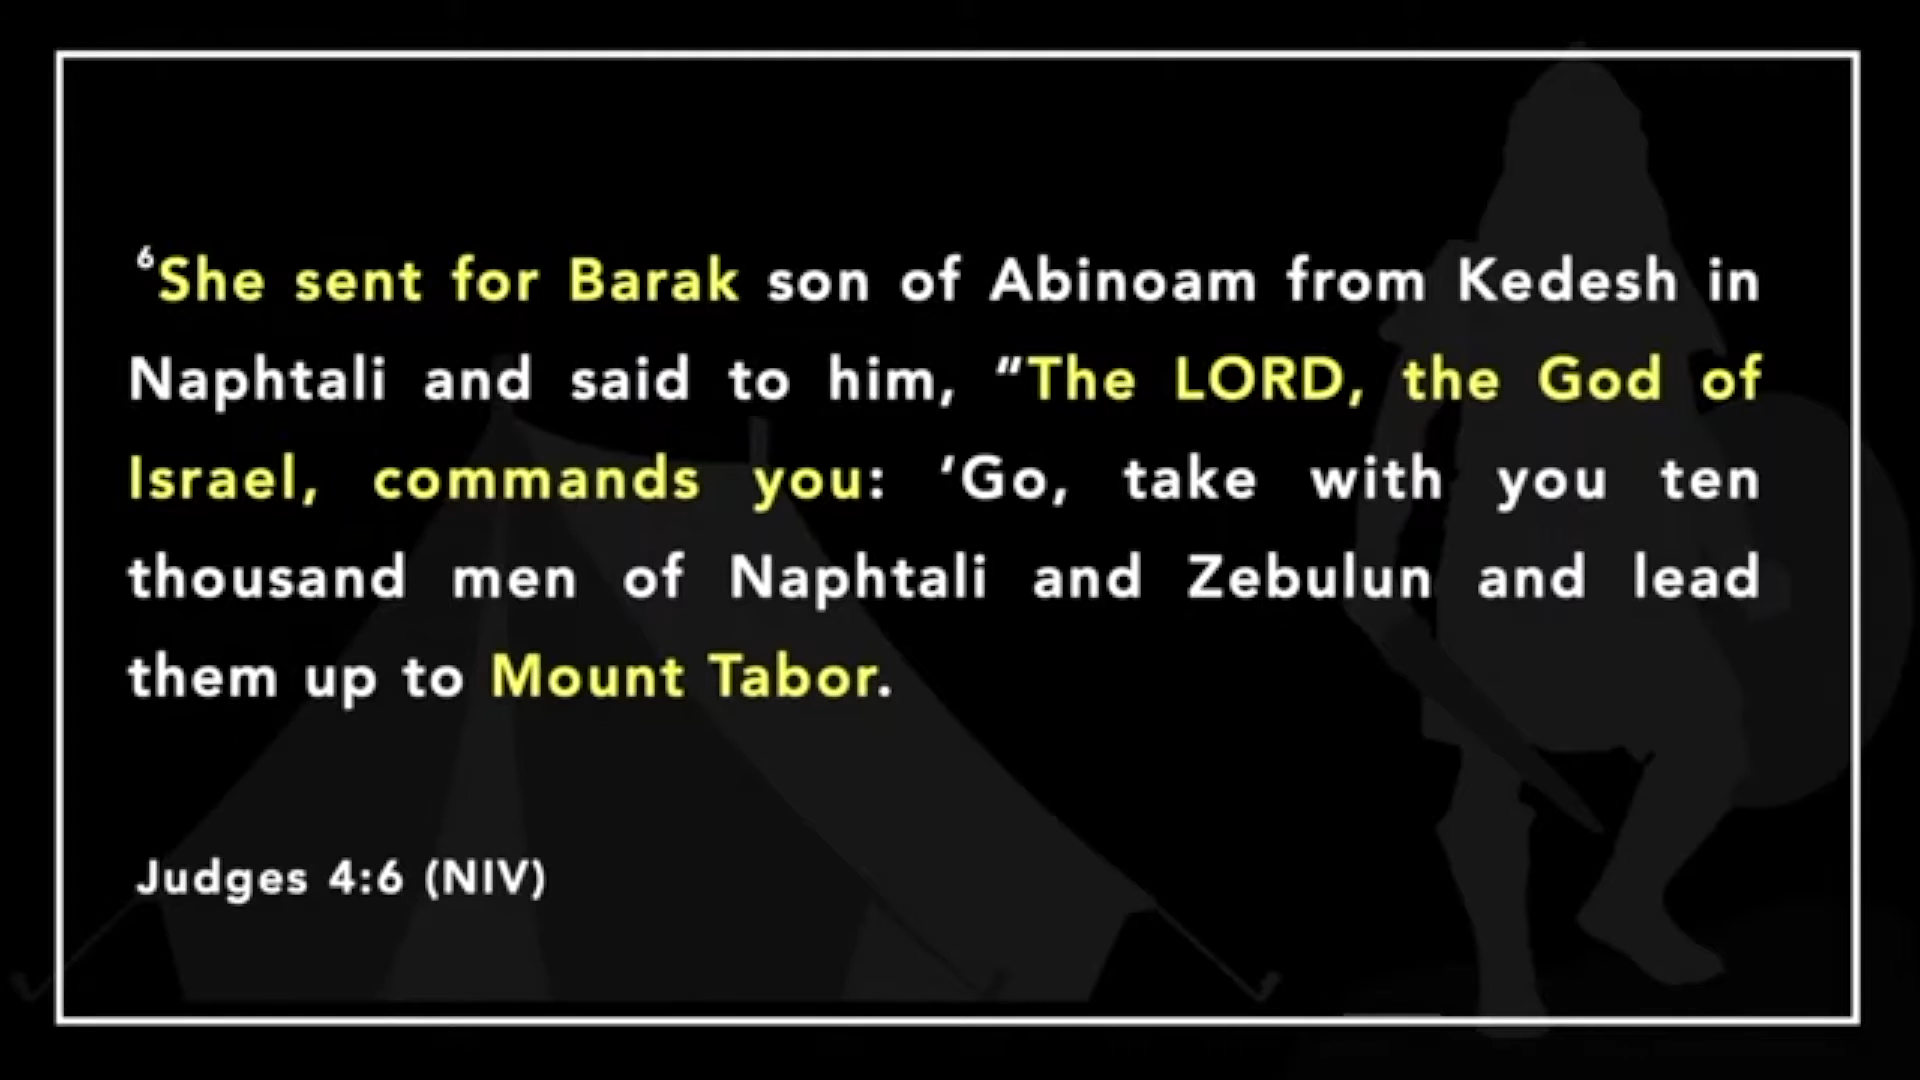 ⁶She sent for Barak son of Abinoam from Kedesh in
Naphtali and said to him, “The LORD, the God of
Israel, commands you: ‘Go, take with you ten
thousand men of Naphtali and Zebulun and lead
them up to Mount Tabor.
Judges 4:6 (NIV)